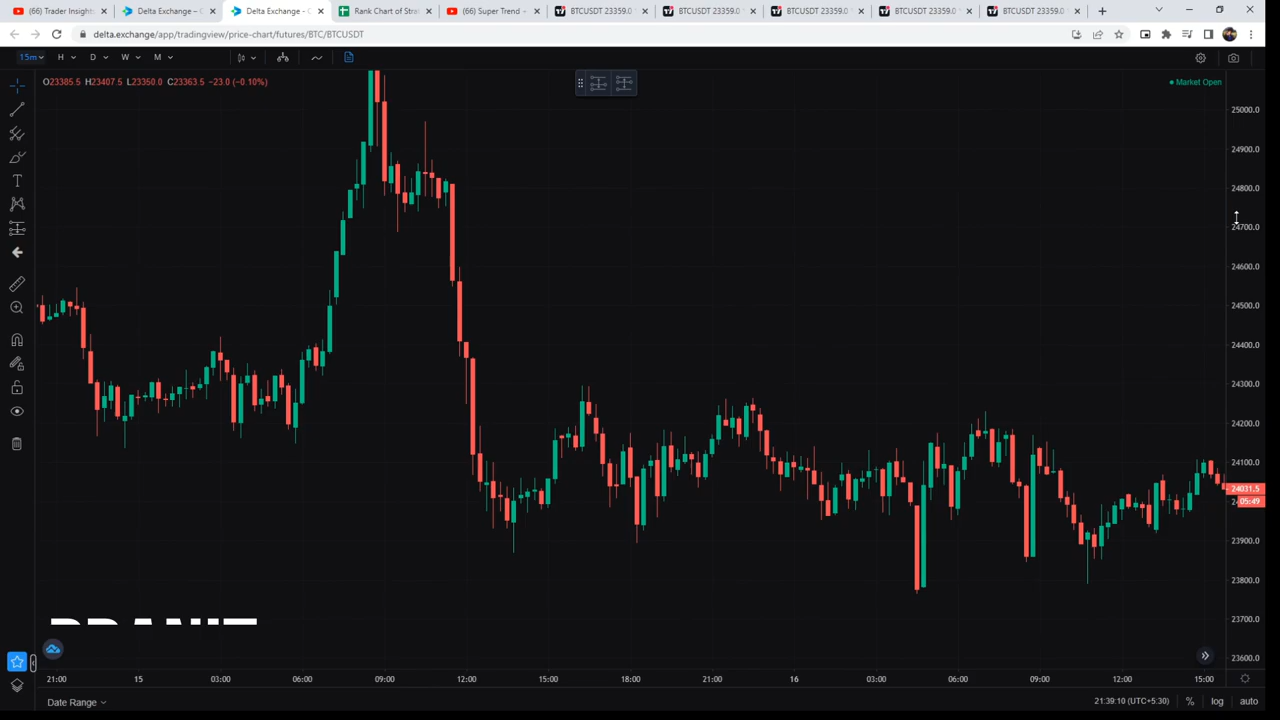 (66) Trader Insights
Delta Exchange – C
Delta Exchange - C
Rank Chart of Strat
(66) Super Trend +
BTCUSDT 23359.0
BTCUSDT 23359.0
BTCUSDT 23359.0
BTCUSDT 23359.0
BTCUSDT 23359.0
delta.exchange/app/tradingview/price-chart/futures/BTC/BTCUSDT
15m H D W M
O23385.5 H23407.5 L23350.0 C23363.5 −23.0 (−0.10%)
Market Open
25000.0
24900.0
24800.0
24700.0
24600.0
24500.0
24400.0
24300.0
24200.0
24100.0
24031.5
05:49
23900.0
23800.0
23700.0
23600.0
21:00 15 03:00 06:00 09:00 12:00 15:00 18:00 21:00 16 03:00 06:00 09:00 12:00 15:00
Date Range
21:39:10 (UTC+5:30) % log auto